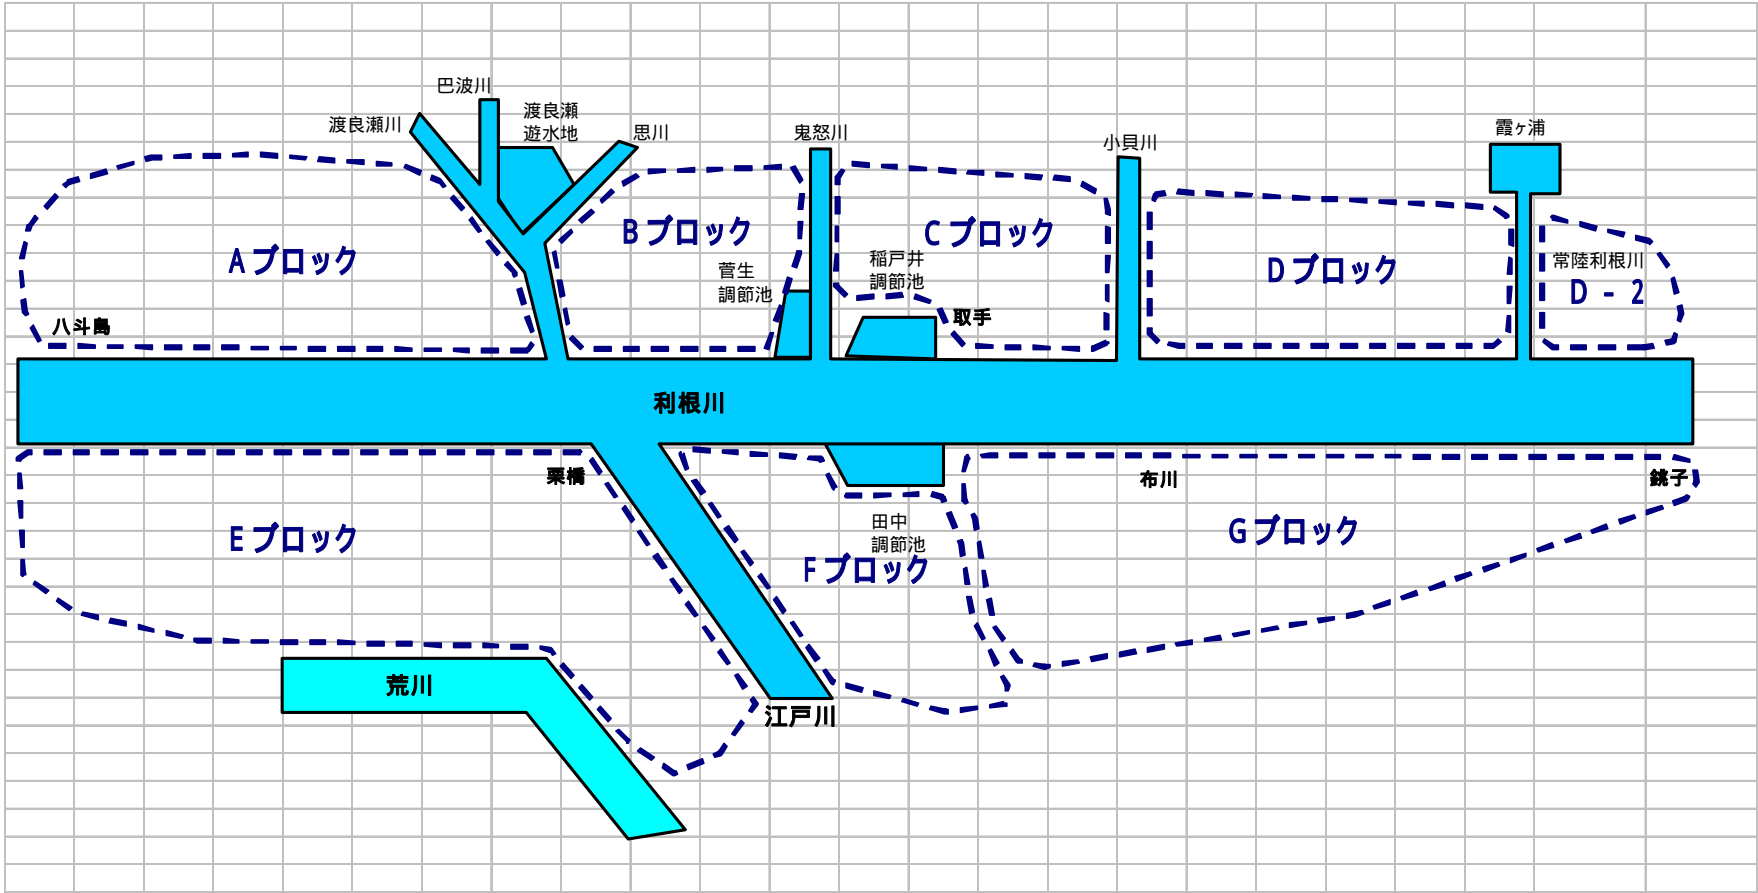 巴波川
渡良瀬川
渡良瀬
遊水地
思川
鬼怒川
小貝川
霞ヶ浦
Aブロック
Bブロック
Cブロック
Dブロック
菅生
調節池
稲戸井
調節池
常陸利根川
D - 2
八斗島
取手
利根川
栗橋
布川
銚子
Eブロック
田中
調節池
Fブロック
Gブロック
荒川
江戸川